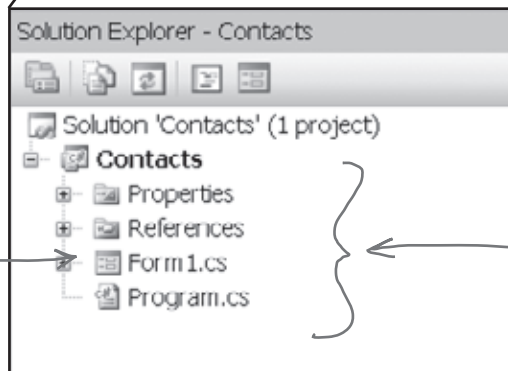 Solution Explorer - Contacts
Solution 'Contacts' (1 project)
Contacts
Properties
References
Form1.cs
Program.cs